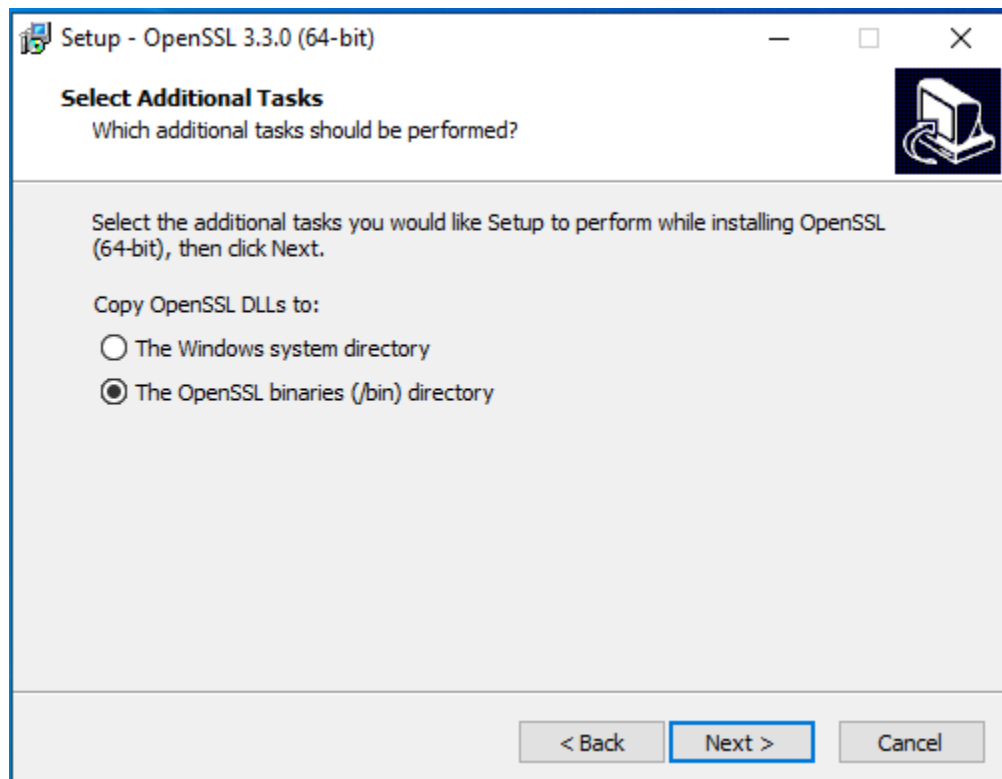 Setup - OpenSSL 3.3.0 (64-bit)
Select Additional Tasks
Which additional tasks should be performed?
Select the additional tasks you would like Setup to perform while installing OpenSSL
(64-bit), then click Next.
Copy OpenSSL DLLs to:
The Windows system directory
The OpenSSL binaries (/bin) directory
< Back
Next >
Cancel